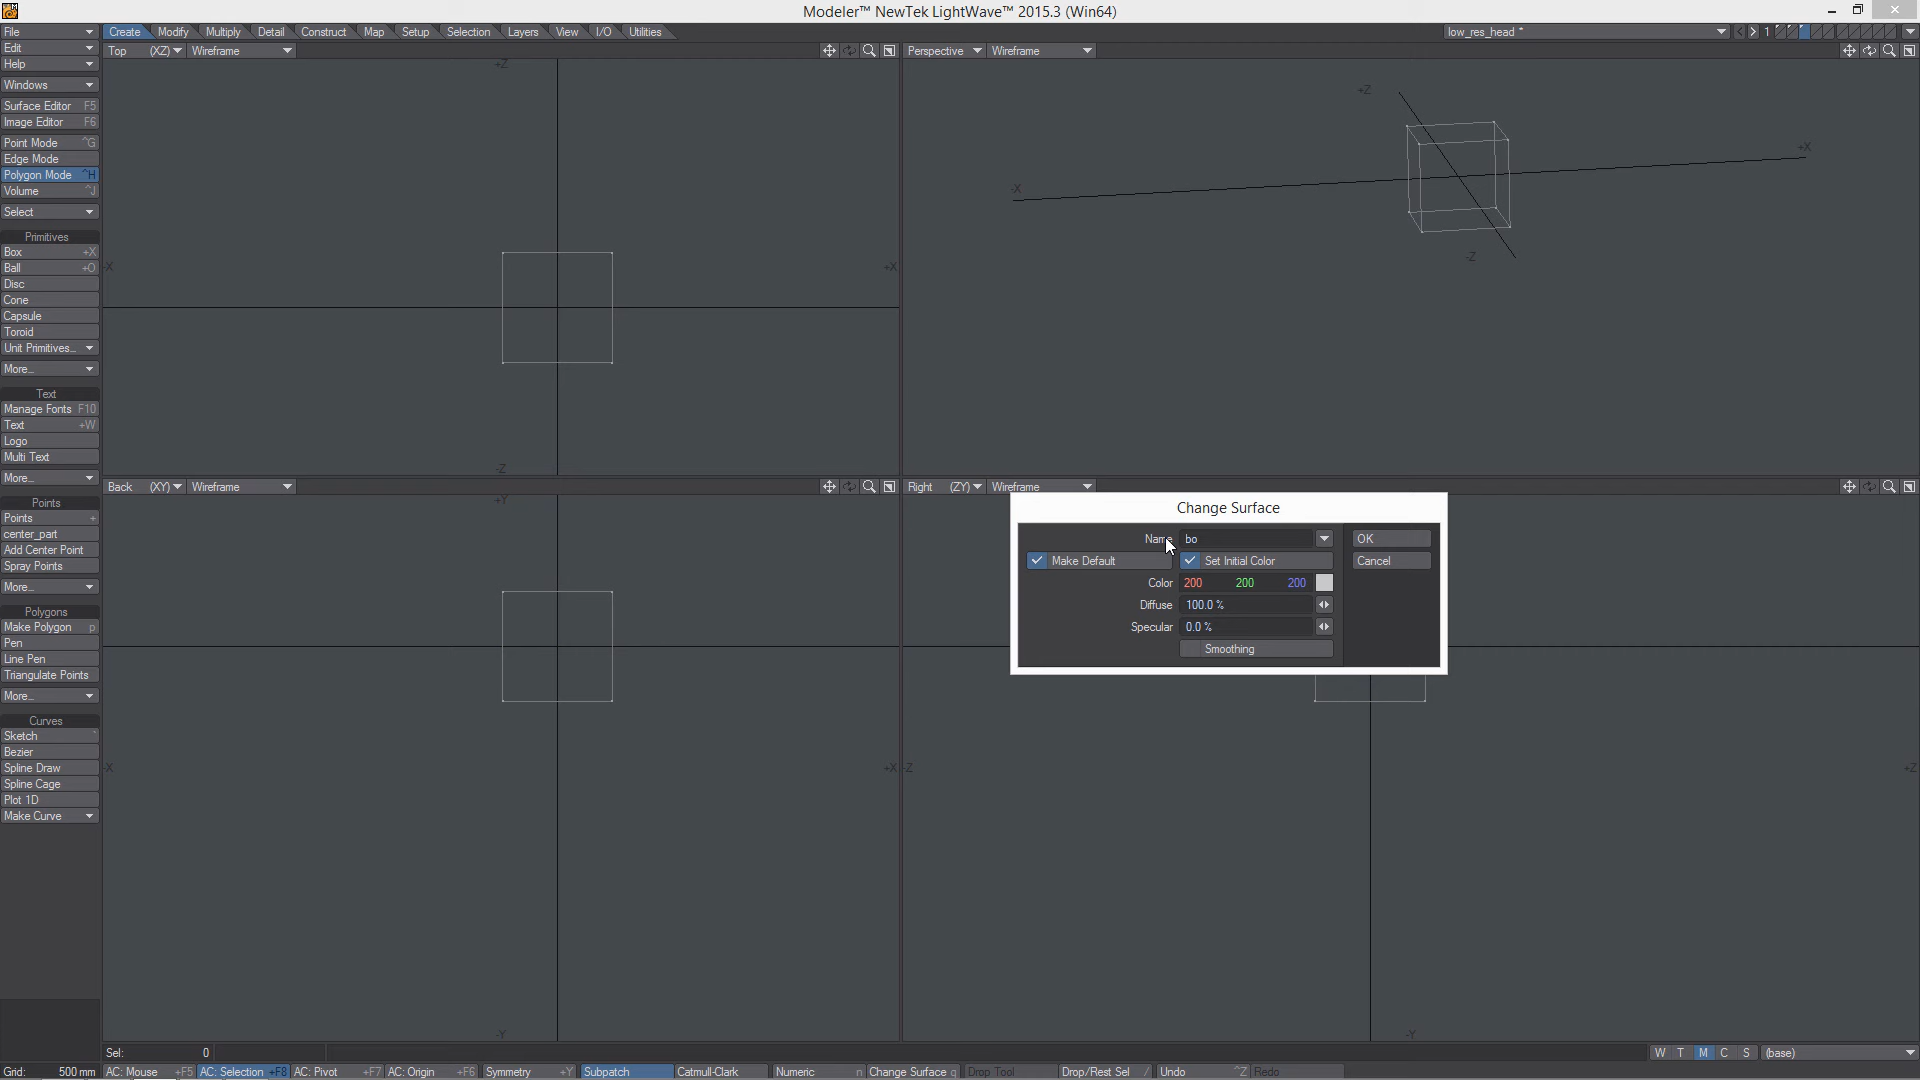 Modeler™ NewTek LightWave™ 2015.3 (Win64)
File Create Modify Multiply Detail Construct Map Setup Selection Layers View I/O Utilities low_res_head * 1
Edit Top (XZ) Wireframe Perspective Wireframe
Help
Windows
Surface Editor F5
Image Editor F6
Point Mode ^G
Edge Mode
Polygon Mode ^H
Volume ^J
Select
Primitives
Box +X
Ball +O
Disc
Cone
Capsule
Toroid
Unit Primitives...
More...
Text
Manage Fonts F10
Text +W
Logo
Multi Text
More...
Points
Points +
center_part
Add Center Point
Spray Points
More...
Polygons
Make Polygon p
Pen
Line Pen
Triangulate Points
More...
Curves
Sketch
Bezier
Spline Draw
Spline Cage
Plot 1D
Make Curve
+Z
-X +X
-Z
+Z
-X +X
-Z
Back (XY) Wireframe Right (ZY) Wireframe
+Y
-X +X
-Y
-Z +Z
-Y
Change Surface
Name bo OK
Make Default Set Initial Color Cancel
Color 200 200 200
Diffuse 100.0 %
Specular 0.0 %
Smoothing
Sel: 0 W T M C S (base)
Grid: 500 mm AC: Mouse +F5 AC: Selection +F8 AC: Pivot +F7 AC: Origin +F6 Symmetry +Y Subpatch Catmull-Clark Numeric n Change Surface q Drop Tool Drop/Rest Sel / Undo ^Z Redo